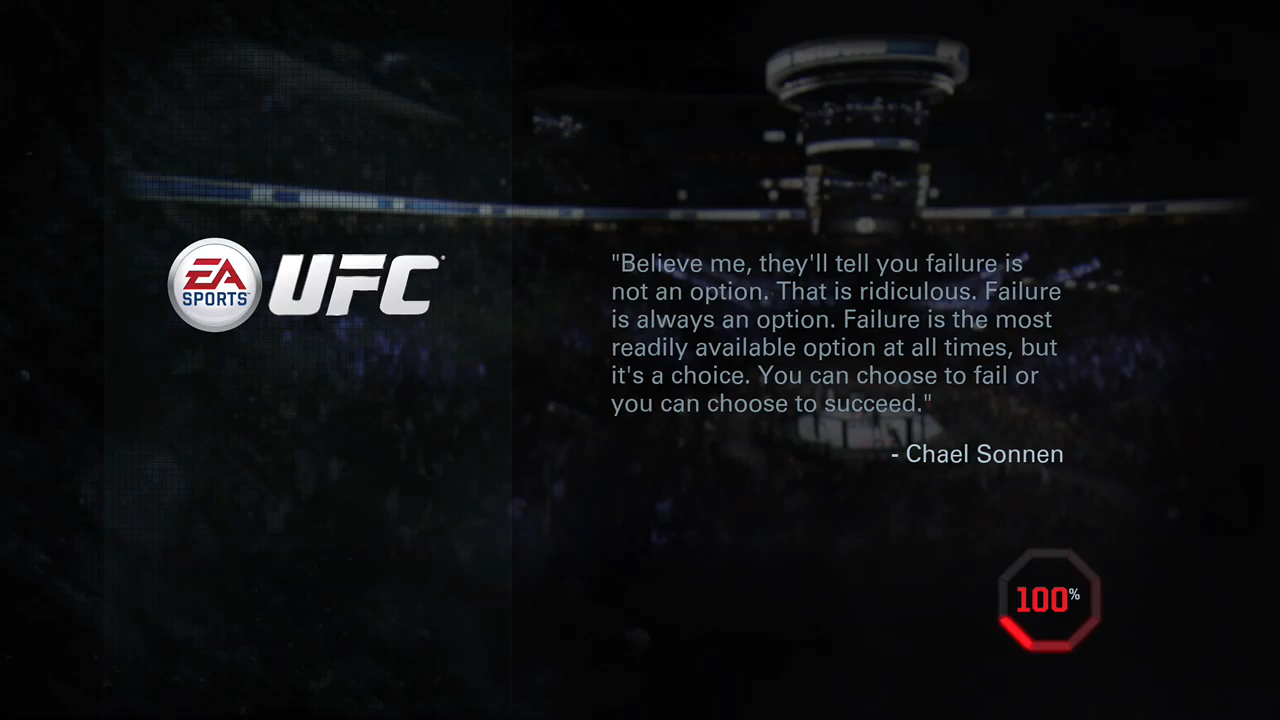 EA
SPORTS
UFC
"Believe me, they'll tell you failure is
not an option. That is ridiculous. Failure
is always an option. Failure is the most
readily available option at all times, but
it's a choice. You can choose to fail or
you can choose to succeed."
- Chael Sonnen
100%